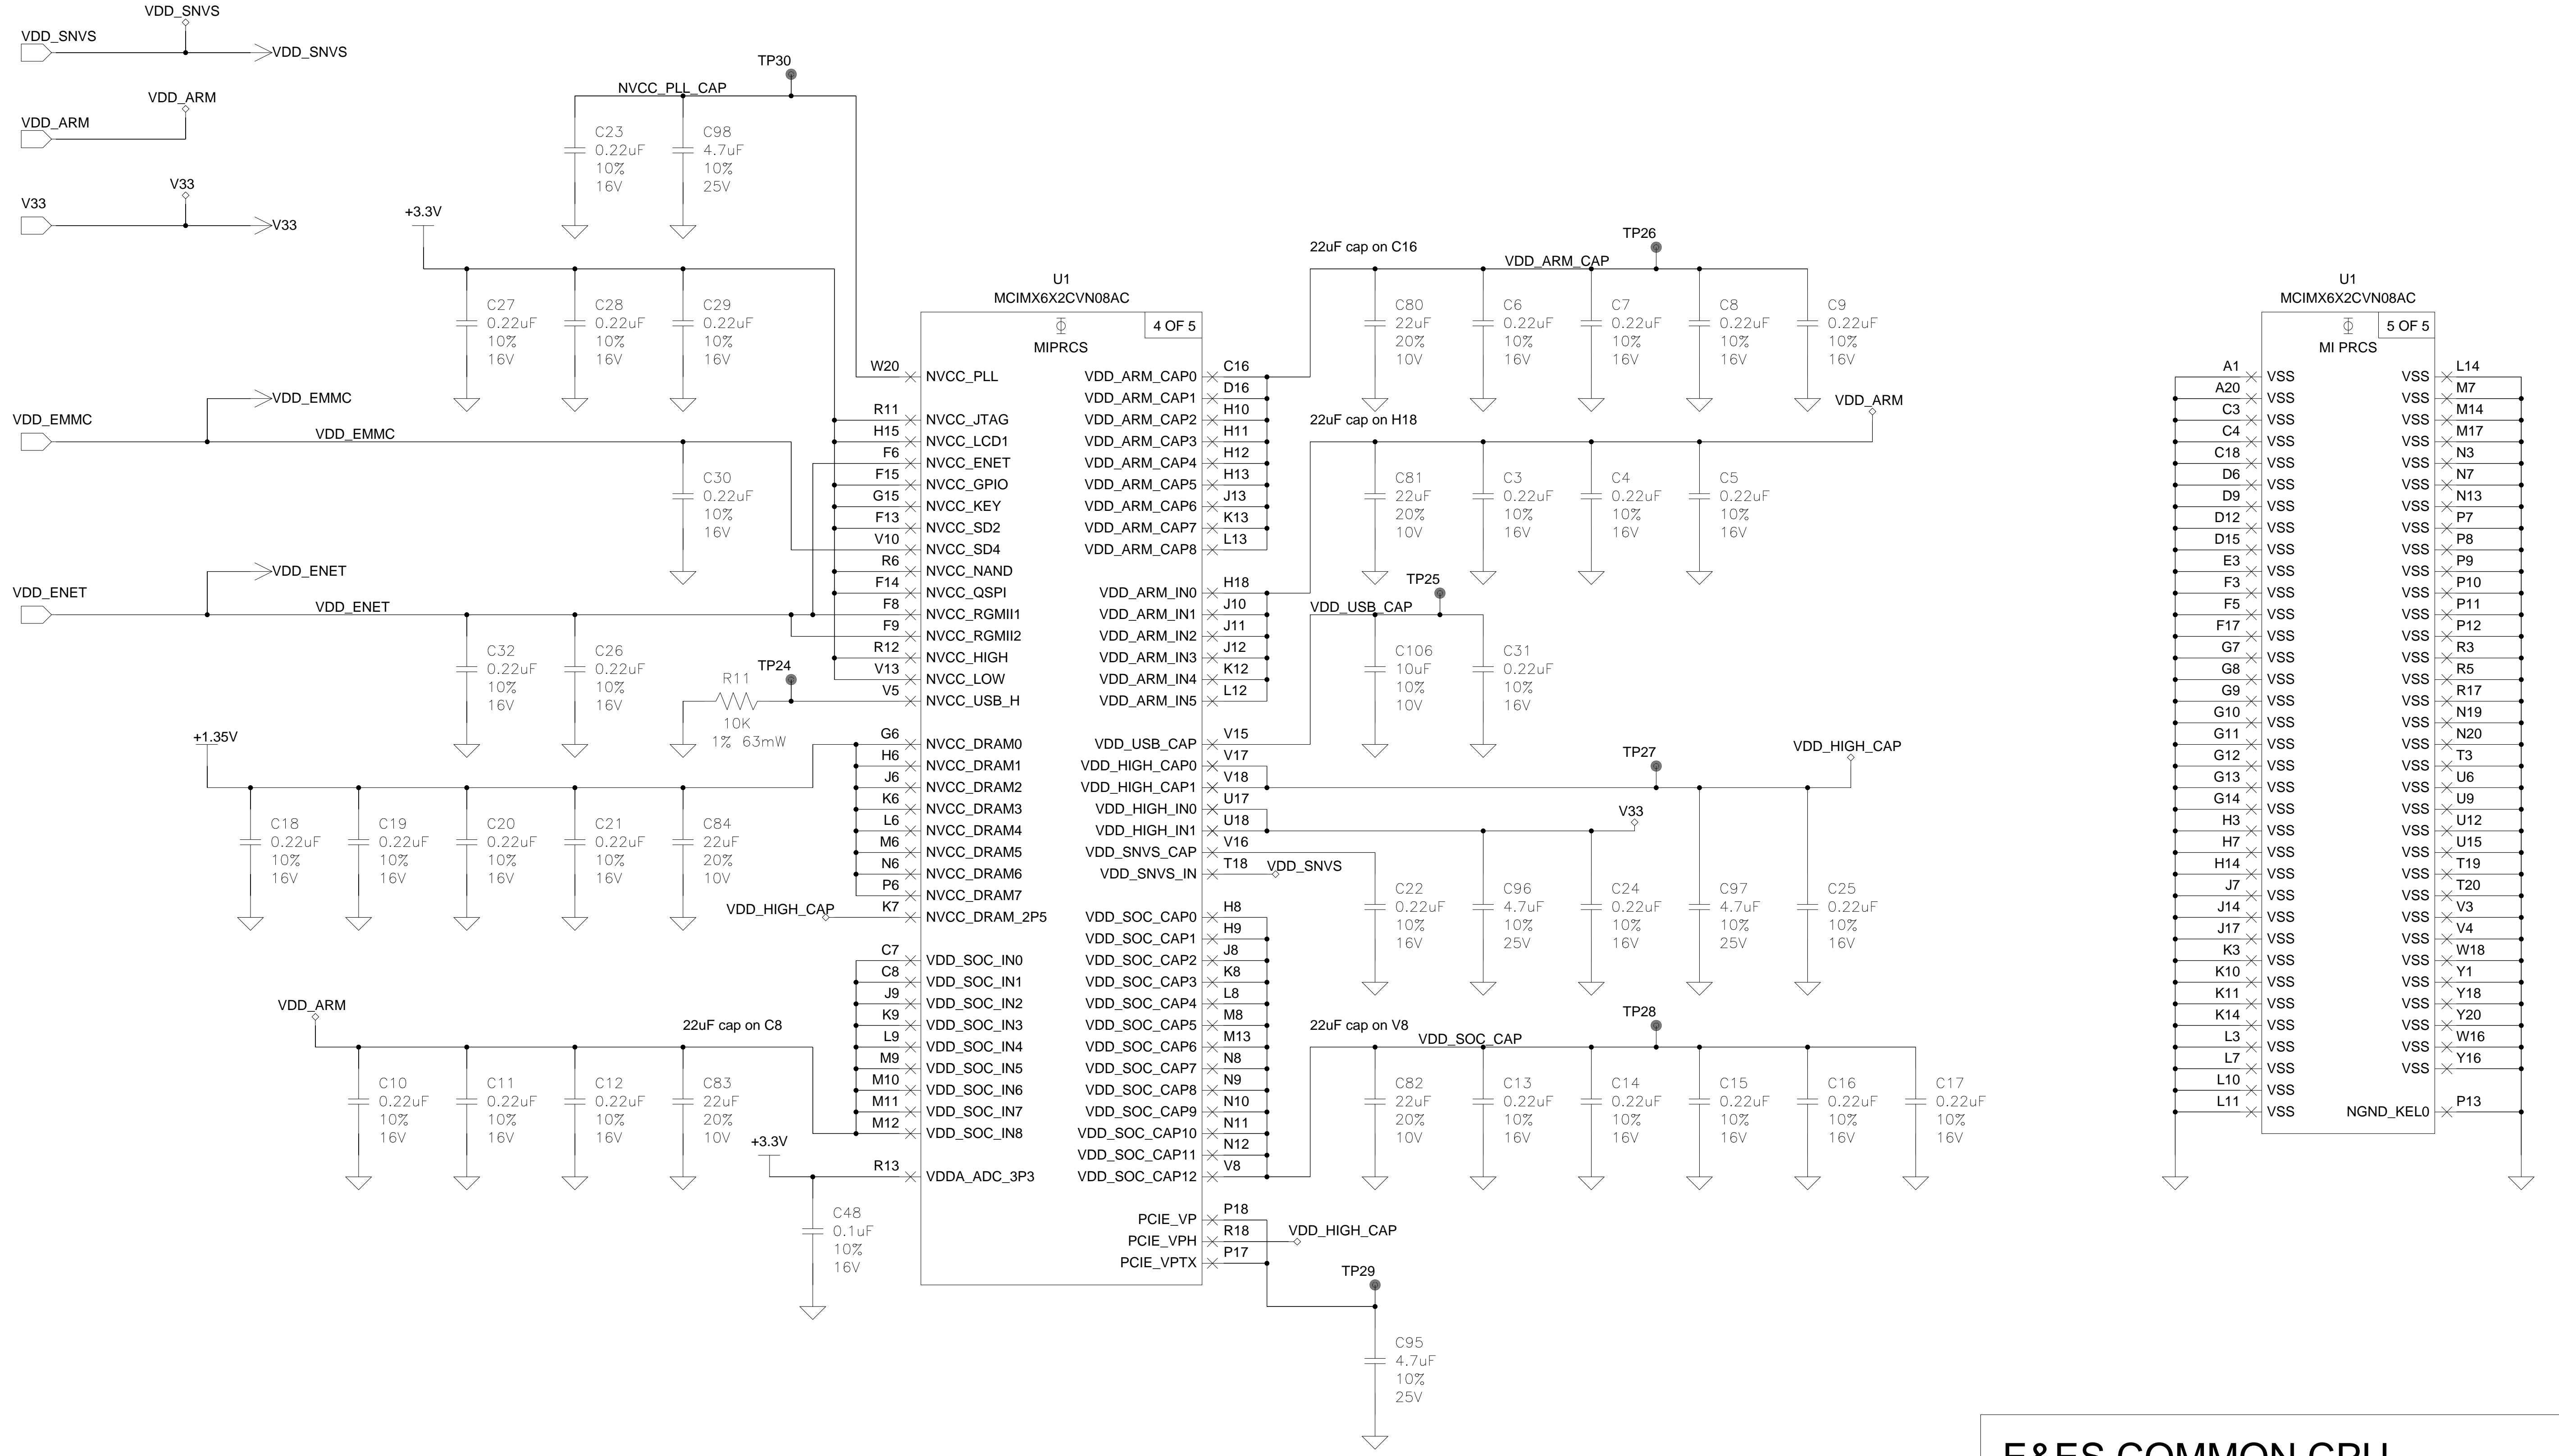 VDD_SNVS
VDD_SNVS
VDD_SNVS
VDD_ARM
VDD_ARM
V33
V33
V33
TP30
NVCC_PLL_CAP
C23
0.22uF
10%
16V
C98
4.7uF
10%
25V
+3.3V
C27
0.22uF
10%
16V
C28
0.22uF
10%
16V
C29
0.22uF
10%
16V
VDD_EMMC
VDD_EMMC
VDD_EMMC
C30
0.22uF
10%
16V
VDD_ENET
VDD_ENET
VDD_ENET
C32
0.22uF
10%
16V
C26
0.22uF
10%
16V
TP24
R11
10K
1% 63mW
+1.35V
C18
0.22uF
10%
16V
C19
0.22uF
10%
16V
C20
0.22uF
10%
16V
C21
0.22uF
10%
16V
C84
22uF
20%
10V
VDD_HIGH_CAP
VDD_ARM
22uF cap on C8
C10
0.22uF
10%
16V
C11
0.22uF
10%
16V
C12
0.22uF
10%
16V
C83
22uF
20%
10V
+3.3V
C48
0.1uF
10%
16V
U1
MCIMX6X2CVN08AC
4 OF 5
MIPRCS
W20 NVCC_PLL
R11 NVCC_JTAG
H15 NVCC_LCD1
F6 NVCC_ENET
F15 NVCC_GPIO
G15 NVCC_KEY
F13 NVCC_SD2
V10 NVCC_SD4
R6 NVCC_NAND
F14 NVCC_QSPI
F8 NVCC_RGMII1
F9 NVCC_RGMII2
R12 NVCC_HIGH
V13 NVCC_LOW
V5 NVCC_USB_H
G6 NVCC_DRAM0
H6 NVCC_DRAM1
J6 NVCC_DRAM2
K6 NVCC_DRAM3
L6 NVCC_DRAM4
M6 NVCC_DRAM5
N6 NVCC_DRAM6
P6 NVCC_DRAM7
K7 NVCC_DRAM_2P5
C7 VDD_SOC_IN0
C8 VDD_SOC_IN1
J9 VDD_SOC_IN2
K9 VDD_SOC_IN3
L9 VDD_SOC_IN4
M9 VDD_SOC_IN5
M10 VDD_SOC_IN6
M11 VDD_SOC_IN7
M12 VDD_SOC_IN8
R13 VDDA_ADC_3P3
VDD_ARM_CAP0 C16
VDD_ARM_CAP1 D16
VDD_ARM_CAP2 H10
VDD_ARM_CAP3 H11
VDD_ARM_CAP4 H12
VDD_ARM_CAP5 H13
VDD_ARM_CAP6 J13
VDD_ARM_CAP7 K13
VDD_ARM_CAP8 L13
VDD_ARM_IN0 H18
VDD_ARM_IN1 J10
VDD_ARM_IN2 J11
VDD_ARM_IN3 J12
VDD_ARM_IN4 K12
VDD_ARM_IN5 L12
VDD_USB_CAP V15
VDD_HIGH_CAP0 V17
VDD_HIGH_CAP1 V18
VDD_HIGH_IN0 U17
VDD_HIGH_IN1 U18
VDD_SNVS_CAP V16
VDD_SNVS_IN T18
VDD_SOC_CAP0 H8
VDD_SOC_CAP1 H9
VDD_SOC_CAP2 J8
VDD_SOC_CAP3 K8
VDD_SOC_CAP4 L8
VDD_SOC_CAP5 M8
VDD_SOC_CAP6 M13
VDD_SOC_CAP7 N8
VDD_SOC_CAP8 N9
VDD_SOC_CAP9 N10
VDD_SOC_CAP10 N11
VDD_SOC_CAP11 N12
VDD_SOC_CAP12 V8
PCIE_VP P18
PCIE_VPH R18
PCIE_VPTX P17
22uF cap on C16
TP26
VDD_ARM_CAP
C80
22uF
20%
10V
C6
0.22uF
10%
16V
C7
0.22uF
10%
16V
C8
0.22uF
10%
16V
C9
0.22uF
10%
16V
VDD_ARM
22uF cap on H18
C81
22uF
20%
10V
C3
0.22uF
10%
16V
C4
0.22uF
10%
16V
C5
0.22uF
10%
16V
TP25
VDD_USB_CAP
C106
10uF
10%
10V
C31
0.22uF
10%
16V
TP27
VDD_HIGH_CAP
V33
VDD_SNVS
C22
0.22uF
10%
16V
C96
4.7uF
10%
25V
C24
0.22uF
10%
16V
C97
4.7uF
10%
25V
C25
0.22uF
10%
16V
22uF cap on V8
TP28
VDD_SOC_CAP
C82
22uF
20%
10V
C13
0.22uF
10%
16V
C14
0.22uF
10%
16V
C15
0.22uF
10%
16V
C16
0.22uF
10%
16V
C17
0.22uF
10%
16V
VDD_HIGH_CAP
TP29
C95
4.7uF
10%
25V
U1
MCIMX6X2CVN08AC
5 OF 5
MI PRCS
A1 VSS VSS L14
A20 VSS VSS M7
C3 VSS VSS M14
C4 VSS VSS M17
C18 VSS VSS N3
D6 VSS VSS N7
D9 VSS VSS N13
D12 VSS VSS P7
D15 VSS VSS P8
E3 VSS VSS P9
F3 VSS VSS P10
F5 VSS VSS P11
F17 VSS VSS P12
G7 VSS VSS R3
G8 VSS VSS R5
G9 VSS VSS R17
G10 VSS VSS N19
G11 VSS VSS N20
G12 VSS VSS T3
G13 VSS VSS U6
G14 VSS VSS U9
H3 VSS VSS U12
H7 VSS VSS U15
H14 VSS VSS T19
J7 VSS VSS T20
J14 VSS VSS V3
J17 VSS VSS V4
K3 VSS VSS W18
K10 VSS VSS Y1
K11 VSS VSS Y18
K14 VSS VSS Y20
L3 VSS VSS W16
L7 VSS VSS Y16
L10 VSS
L11 VSS NGND_KEL0 P13
COMMON CPU